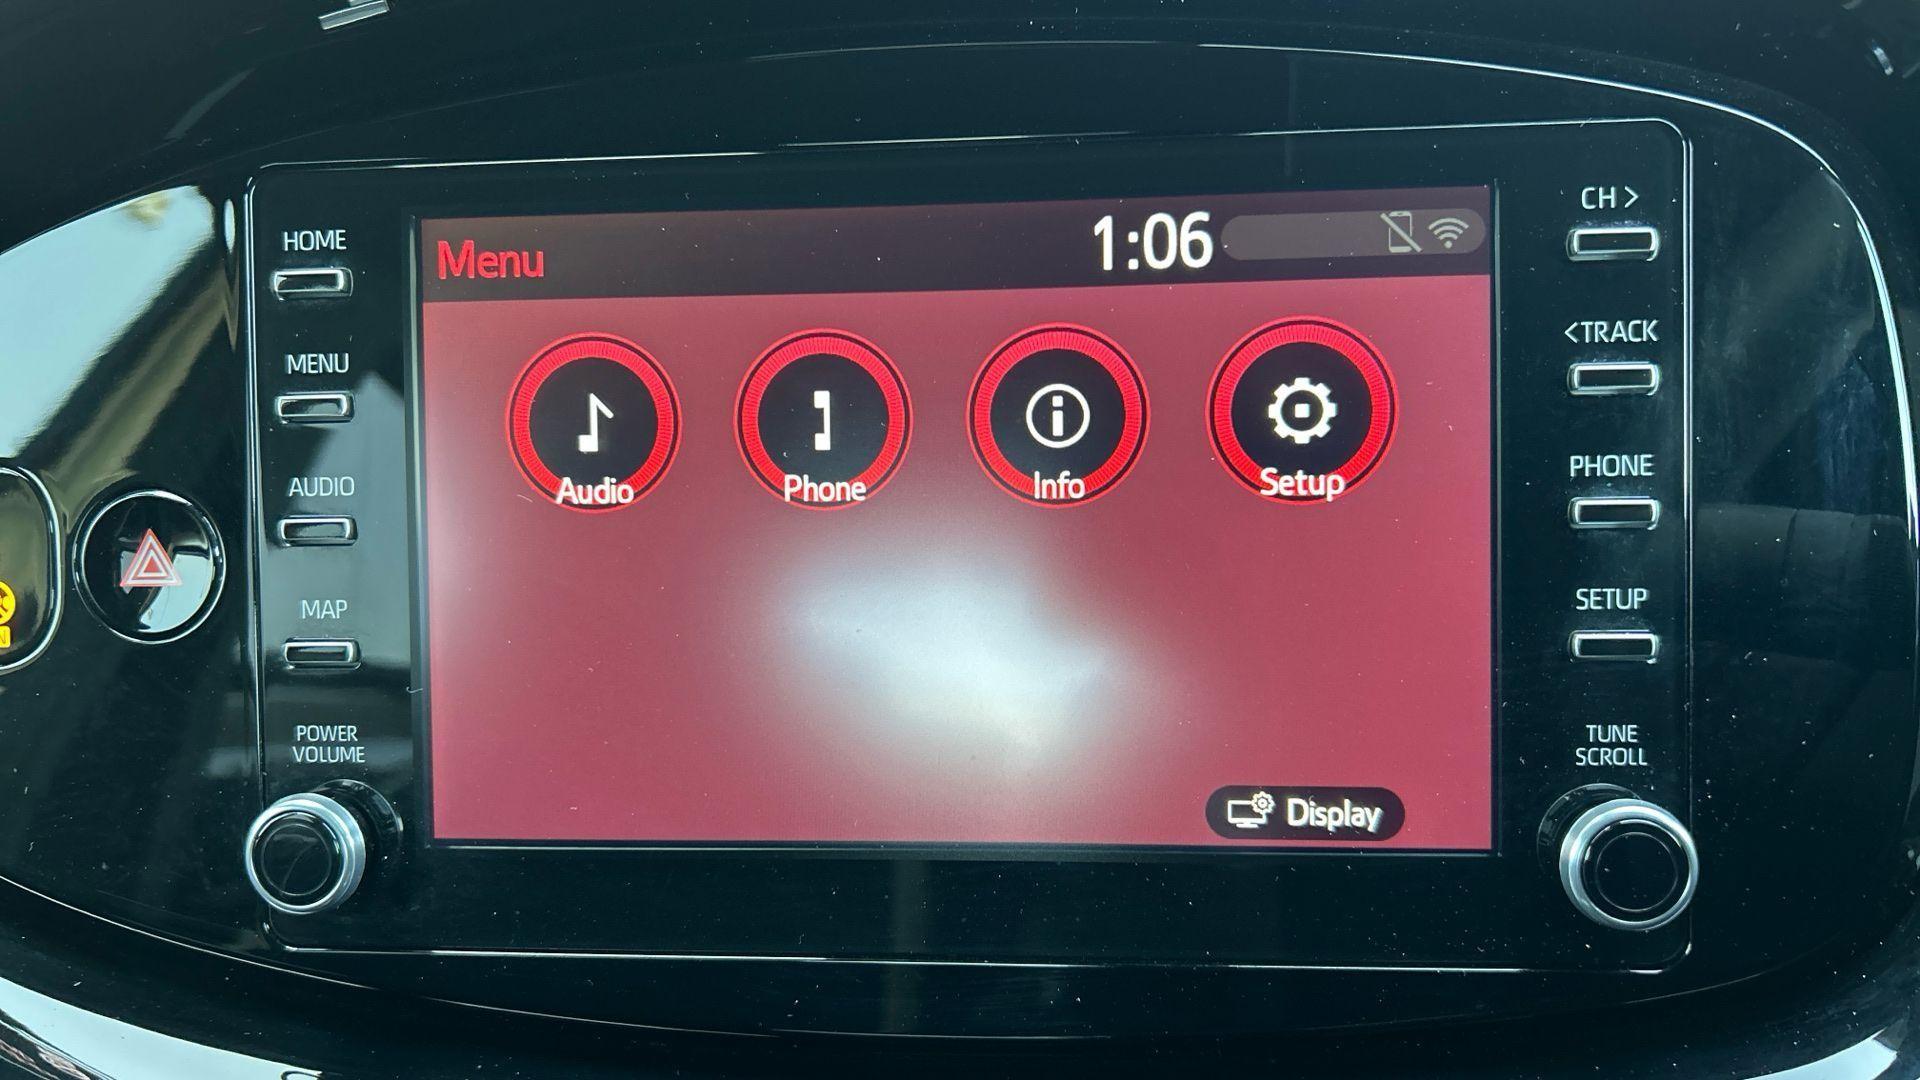 HOME
MENU
AUDIO
MAP
POWER
VOLUME
Menu
1:06
Audio
Phone
Info
Setup
Display
CH >
<TRACK
PHONE
SETUP
TUNE
SCROLL